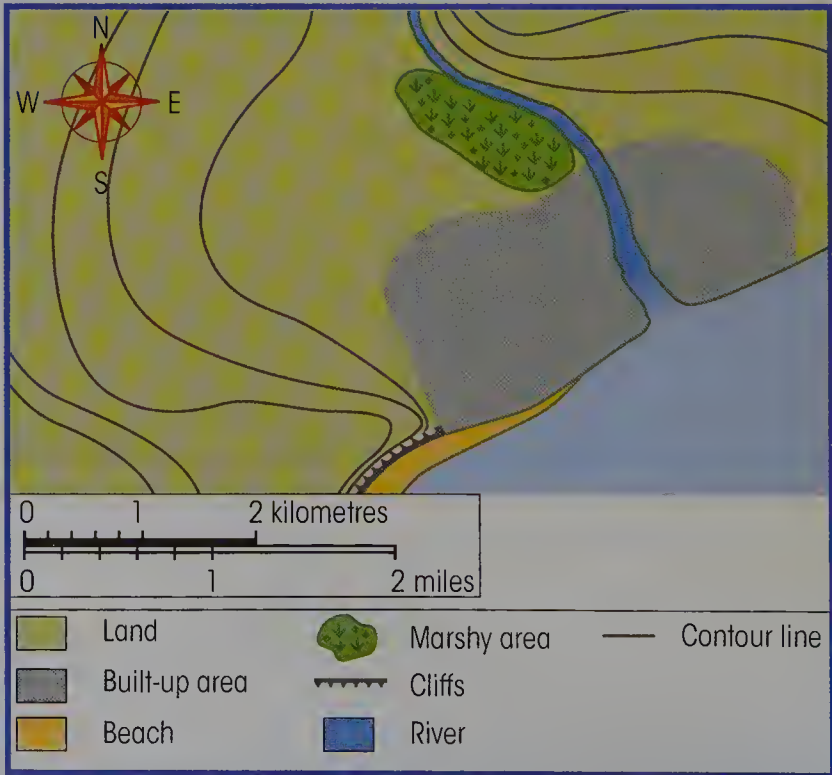 N
W E
S
0 1 2 kilometres
0 1 2 miles
Land Marshy area Contour line
Built-up area Cliffs
Beach River